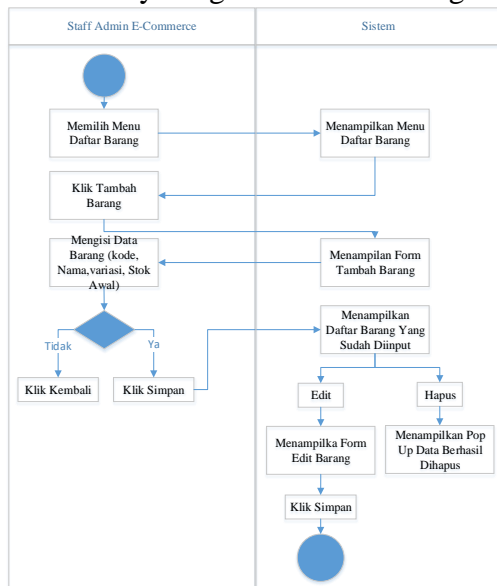 Staff Admin E-Commerce
Sistem
Memilih Menu
Daftar Barang
Menampilkan Menu
Daftar Barang
Klik Tambah
Barang
Mengisi Data
Barang (kode,
Nama,variasi, Stok
Awal)
Menampilan Form
Tambah Barang
Menampilkan
Daftar Barang Yang
Sudah Diinput
Tidak
Ya
Klik Kembali
Klik Simpan
Edit
Hapus
Menampilka Form
Edit Barang
Menampilkan Pop
Up Data Berhasil
Dihapus
Klik Simpan